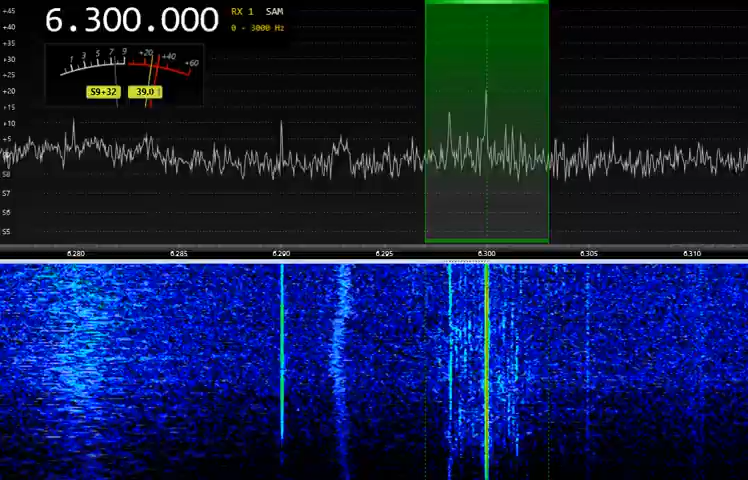 6.300.000
RX 1 SAM
0 - 3000 Hz
1 3 5 7 9 +20 +40 +60
S9+32 39.0
+45
+40
+35
+30
+25
+20
+15
+10
+5
S8
S7
S6
S5
6.280 6.285 6.290 6.295 6.300 6.305 6.310